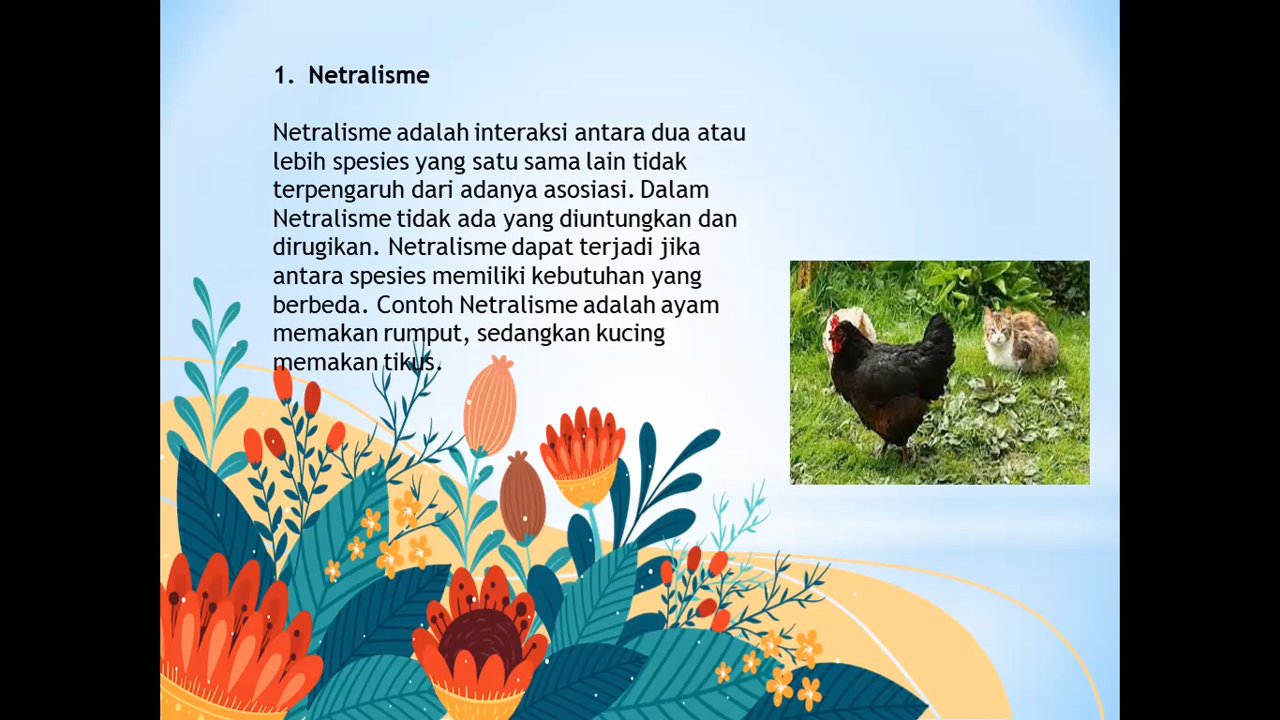 1. Netralisme
Netralisme adalah interaksi antara dua atau
lebih spesies yang satu sama lain tidak
terpengaruh dari adanya asosiasi. Dalam
Netralisme tidak ada yang diuntungkan dan
dirugikan. Netralisme dapat terjadi jika
antara spesies memiliki kebutuhan yang
berbeda. Contoh Netralisme adalah ayam
memakan rumput, sedangkan kucing
memakan tikus.